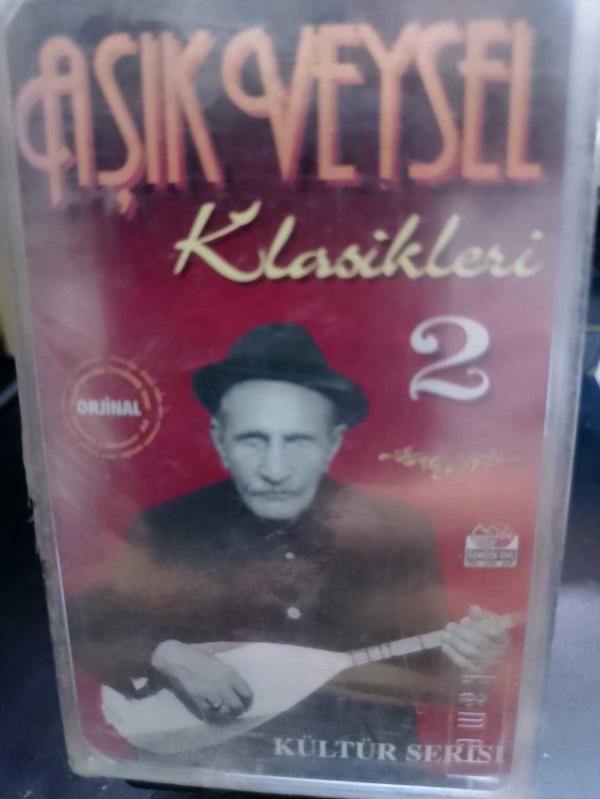 AŞIK VEYSEL
Klasikleri
2
ORJİNAL
KÜLTÜR SERİSİ